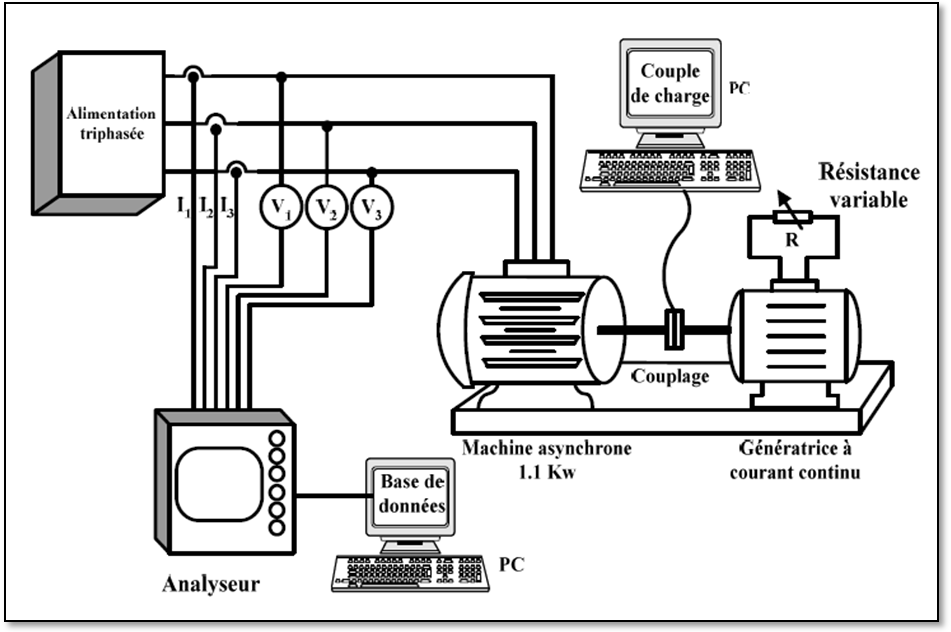 Alimentation
triphasée
I1 I2 I3
V1 V2 V3
Couple
de charge
PC
Résistance
variable
R
Couplage
Machine asynchrone
1.1 Kw
Génératrice à
courant continu
Base de
données
PC
Analyseur